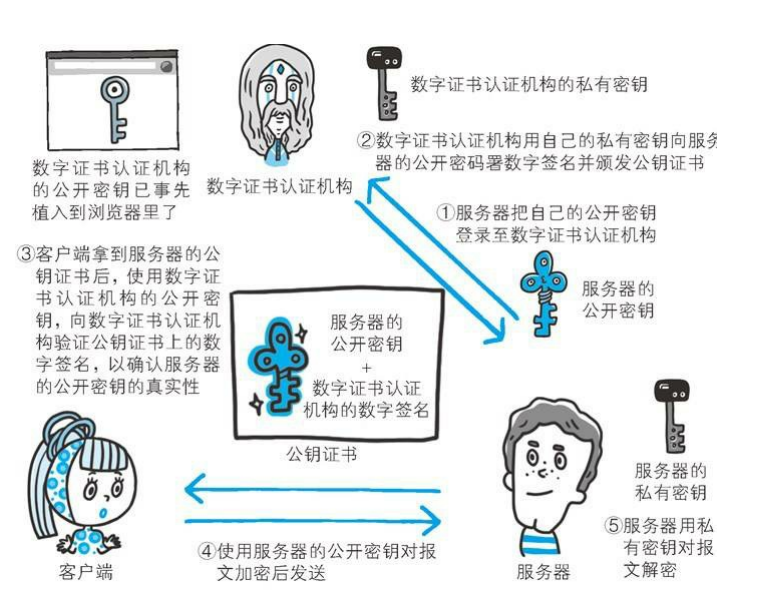 数字证书认证机构
的公开密钥已事先
植入到浏览器里了
数字证书认证机构
数字证书认证机构的私有密钥
②数字证书认证机构用自己的私有密钥向服务
器的公开密码署数字签名并颁发公钥证书
①服务器把自己的公开密钥
登录至数字证书认证机构
服务器的
公开密钥
③客户端拿到服务器的公
钥证书后，使用数字证
书认证机构的公开密
钥，向数字证书认证机
构验证公钥证书上的数
字签名，以确认服务器
的公开密钥的真实性
服务器的
公开密钥
+
数字证书认证
机构的数字签名
公钥证书
客户端
④使用服务器的公开密钥对报
文加密后发送
服务器
服务器的
私有密钥
⑤服务器用私
有密钥对报
文解密